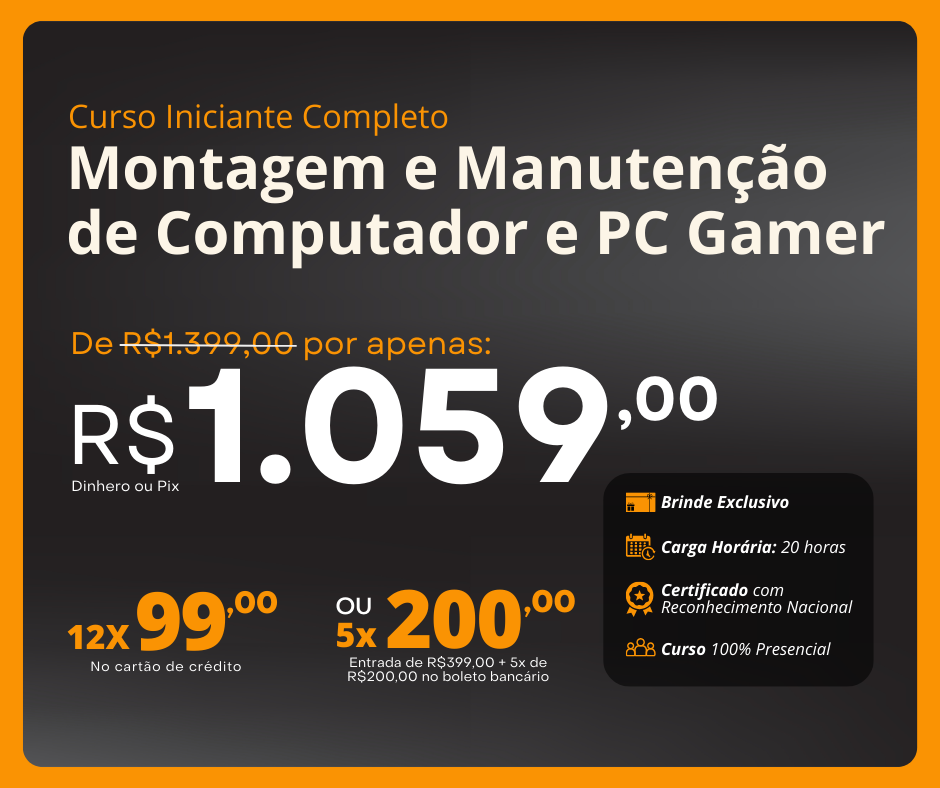 Curso Iniciante Completo
Montagem e Manutenção
de Computador e PC Gamer
De R$1.399,00 por apenas:
R$1.059,00
Dinheiro ou Pix
12X 99,00
No cartão de crédito
OU
5x 200,00
Entrada de R$399,00 + 5x de
R$200,00 no boleto bancário
Brinde Exclusivo
Carga Horária: 20 horas
Certificado com
Reconhecimento Nacional
Curso 100% Presencial